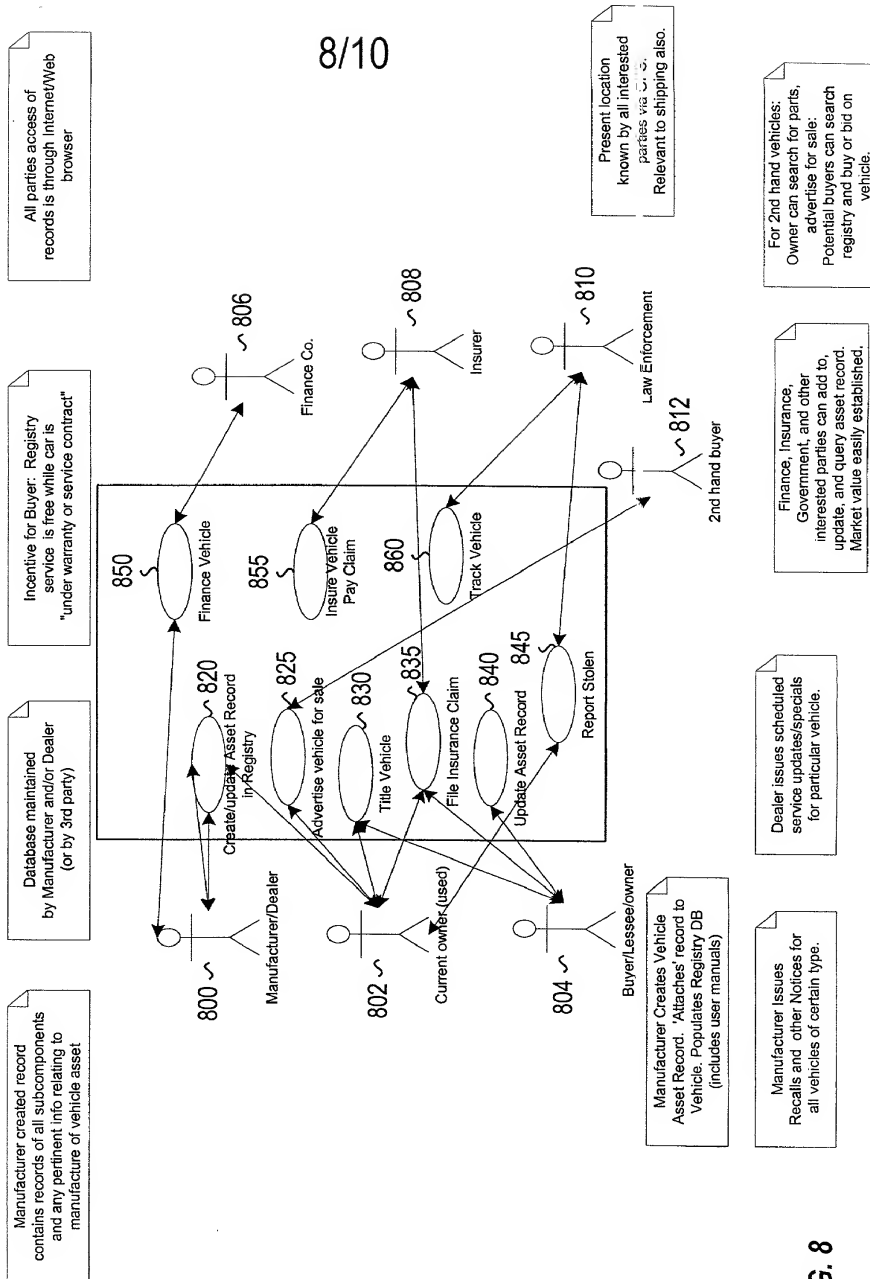 8/10
Manufacturer created record
contains records of all subcomponents
and any pertinent info relating to
manufacture of vehicle asset
Database maintained
by Manufacturer and/or Dealer
(or by 3rd party)
Incentive for Buyer: Registry
service is free while car is
"under warranty or service contract"
All parties access of
records is through Internet/Web
browser
800
Manufacturer/Dealer
802
Current owner (used)
804
Buyer/Lessee/owner
820
Create/update Asset Record
in Registry
825
Advertise vehicle for sale
830
Title Vehicle
835
File Insurance Claim
840
Update Asset Record
845
Report Stolen
850
Finance Vehicle
855
Insure Vehicle
Pay Claim
860
Track Vehicle
806
Finance Co.
808
Insurer
810
Law Enforcement
812
2nd hand buyer
Present location
known by all interested
parties via
Relevant to shipping also.
Manufacturer Creates Vehicle
Asset Record. 'Attaches' record to
Vehicle. Populates Registry DB
(includes user manuals)
Manufacturer Issues
Recalls and other Notices for
all vehicles of certain type.
Dealer issues scheduled
service updates/specials
for particular vehicle.
Finance, Insurance,
Government, and other
interested parties can add to,
update, and query asset record.
Market value easily established.
For 2nd hand vehicles:
Owner can search for parts,
advertise for sale:
Potential buyers can search
registry and buy or bid on
vehicle.
G. 8